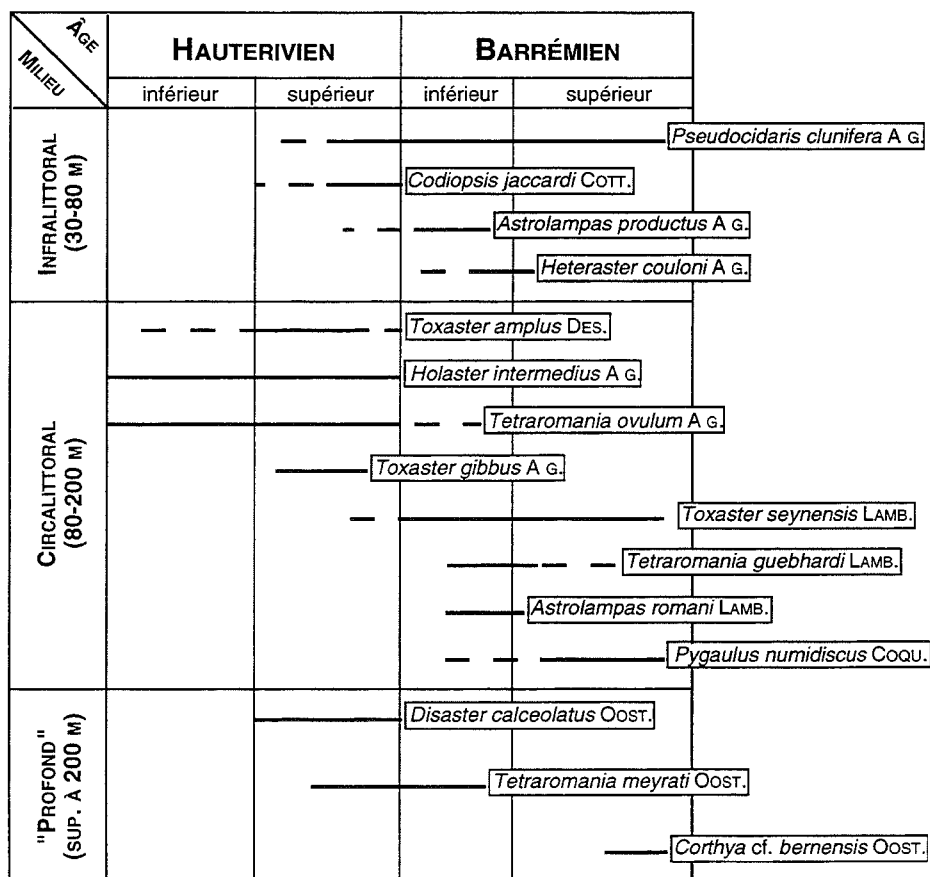 ÂGE
MILIEU
HAUTERIVIEN
BARRÉMIEN
inférieur
supérieur
inférieur
supérieur
INFRALITTORAL
(30-80 M)
Pseudocidaris clunifera A G.
Codiopsis jaccardi COTT.
Astrolampas productus A G.
Heteraster couloni A G.
CIRCALITTORAL
(80-200 M)
Toxaster amplus DES.
Holaster intermedius A G.
Tetraromania ovulum A G.
Toxaster gibbus A G.
Toxaster seynensis LAMB.
Tetraromania guebhardi LAMB.
Astrolampas romani LAMB.
Pygaulus numidiscus COQU.
"PROFOND"
(SUP. À 200 M)
Disaster calceolatus OOST.
Tetraromania meyrati OOST.
Corthya cf. bernensis OOST.